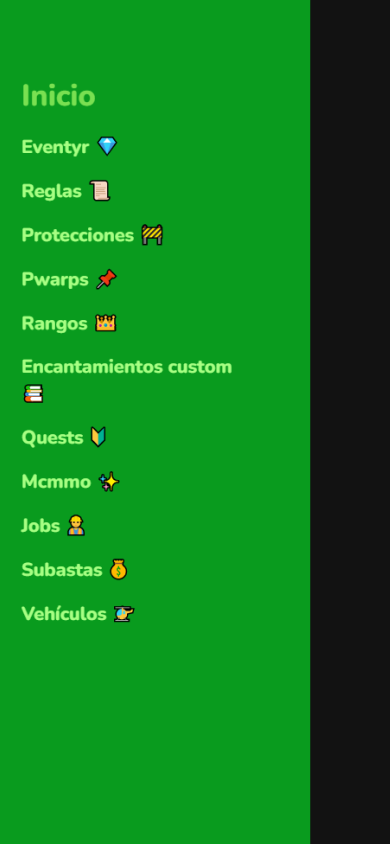 Inicio
Eventyr 💎
Reglas 📜
Protecciones 🚧
Pwarps 📌
Rangos 👑
Encantamientos custom
📚
Quests 🔰
Mcmmo ✨
Jobs 👷
Subastas 💰
Vehículos 🚁